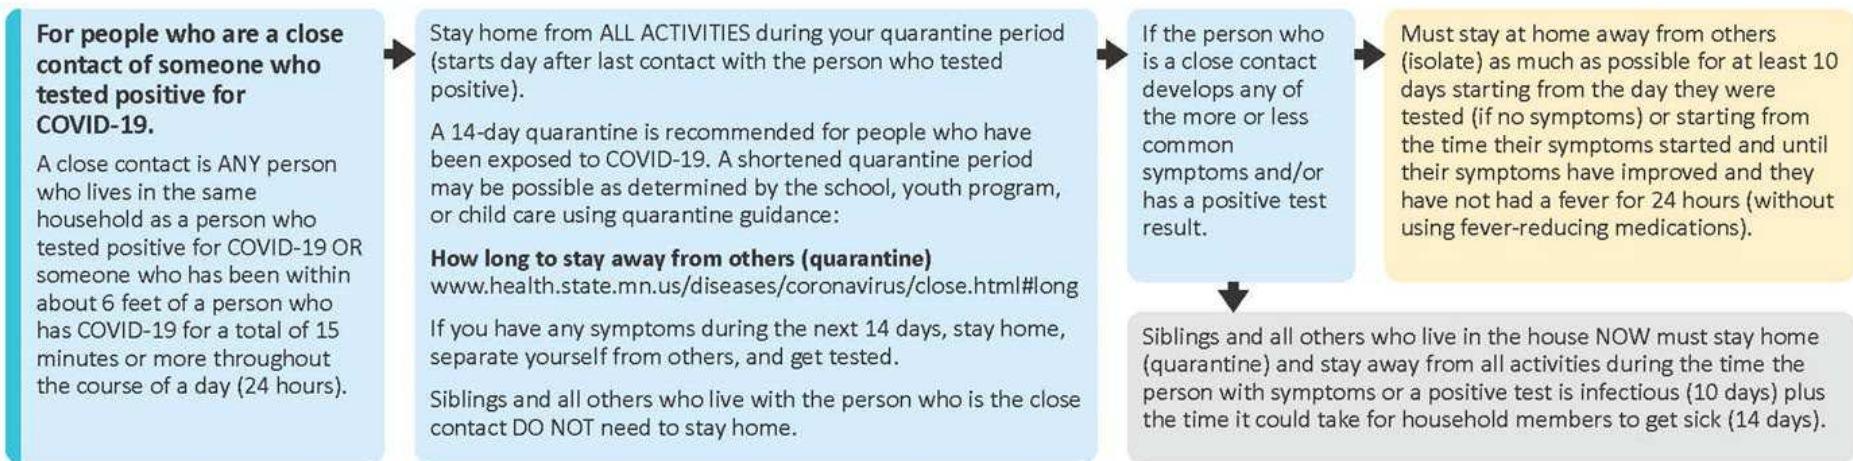 For people who are a close
contact of someone who
tested positive for
COVID-19.
A close contact is ANY person
who lives in the same
household as a person who
tested positive for COVID-19 OR
someone who has been within
about 6 feet of a person who
has COVID-19 for a total of 15
minutes or more throughout
the course of a day (24 hours).
Stay home from ALL ACTIVITIES during your quarantine period
(starts day after last contact with the person who tested
positive).
A 14-day quarantine is recommended for people who have
been exposed to COVID-19. A shortened quarantine period
may be possible as determined by the school, youth program,
or child care using quarantine guidance:
How long to stay away from others (quarantine)
www.health.state.mn.us/diseases/coronavirus/close.html#long
If you have any symptoms during the next 14 days, stay home,
separate yourself from others, and get tested.
Siblings and all others who live with the person who is the close
contact DO NOT need to stay home.
If the person who
is a close contact
develops any of
the more or less
common
symptoms and/or
has a positive test
result.
Must stay at home away from others
(isolate) as much as possible for at least 10
days starting from the day they were
tested (if no symptoms) or starting from
the time their symptoms started and until
their symptoms have improved and they
have not had a fever for 24 hours (without
using fever-reducing medications).
Siblings and all others who live in the house NOW must stay home
(quarantine) and stay away from all activities during the time the
person with symptoms or a positive test is infectious (10 days) plus
the time it could take for household members to get sick (14 days).